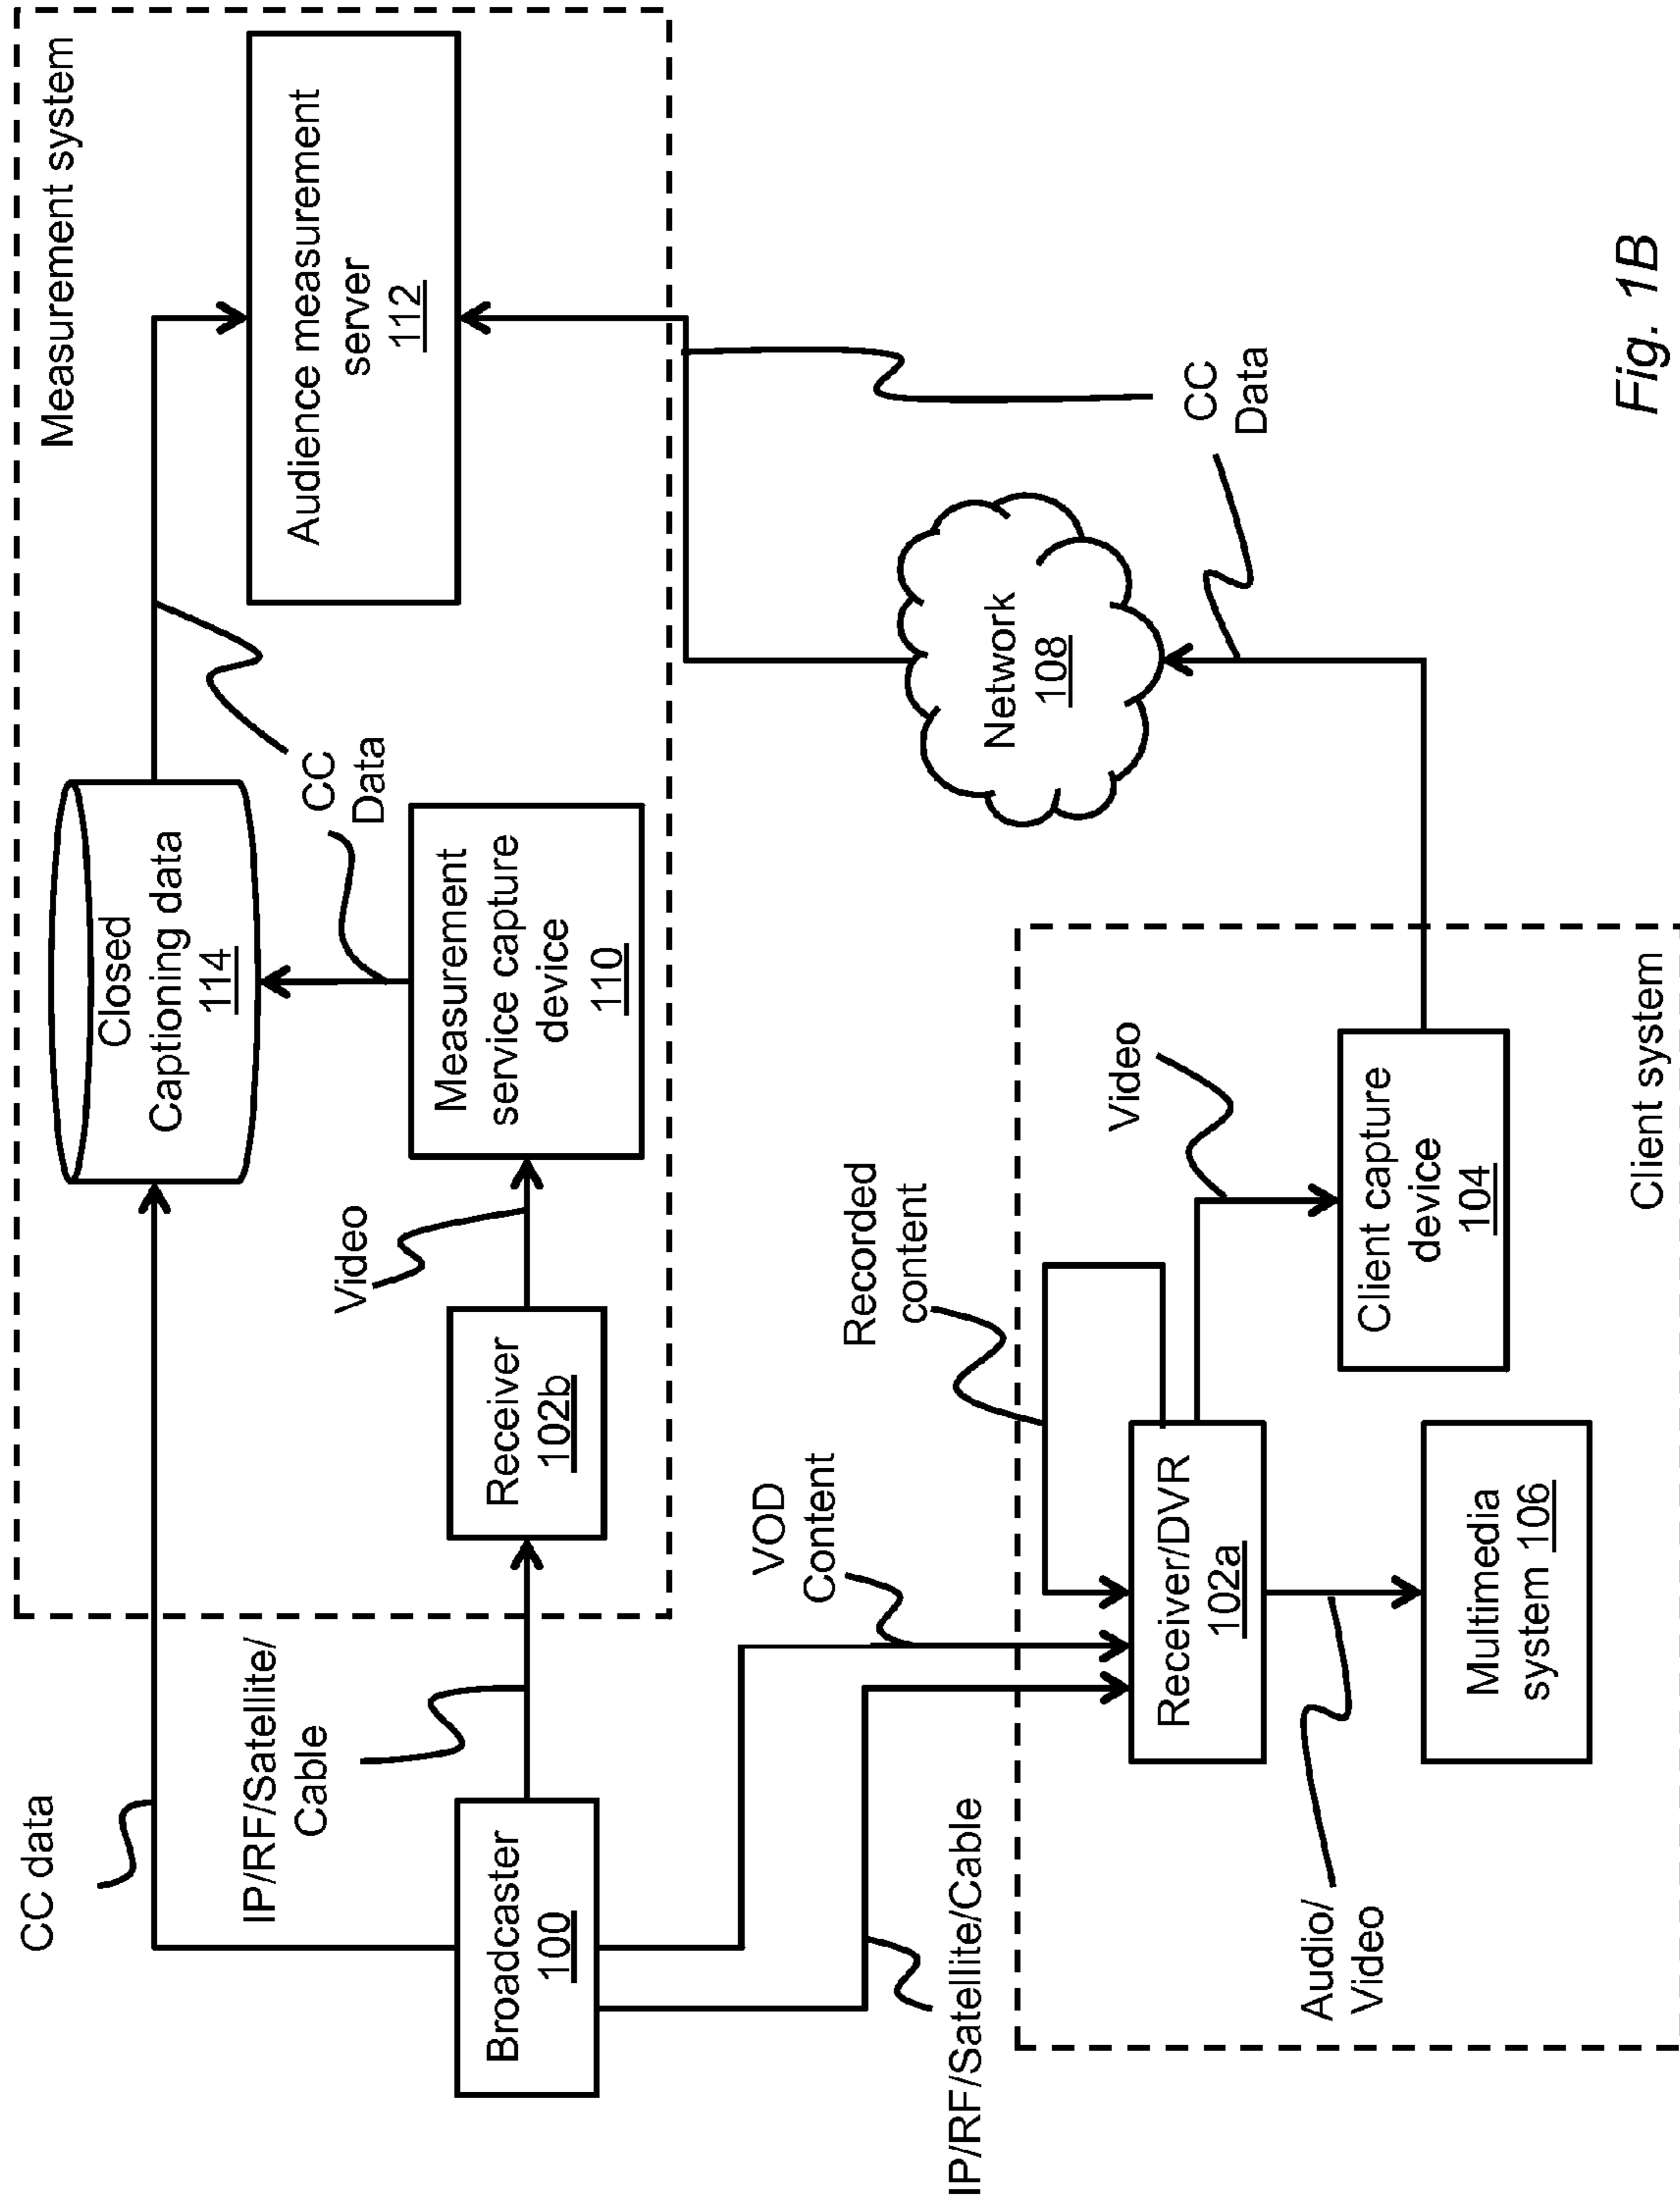 Measurement system
CC data
Closed
Captioning data
114
CC
Data
Audience measurement
server
112
IP/RF/Satellite/
Cable
Video
Broadcaster
100
Receiver
102b
Measurement
service capture
device
110
VOD
Content
Recorded
content
Network
108
CC
Data
IP/RF/Satellite/Cable
Receiver/DVR
102a
Video
Client capture
device
104
Audio/
Video
Multimedia
system 106
Client system
Fig. 1B